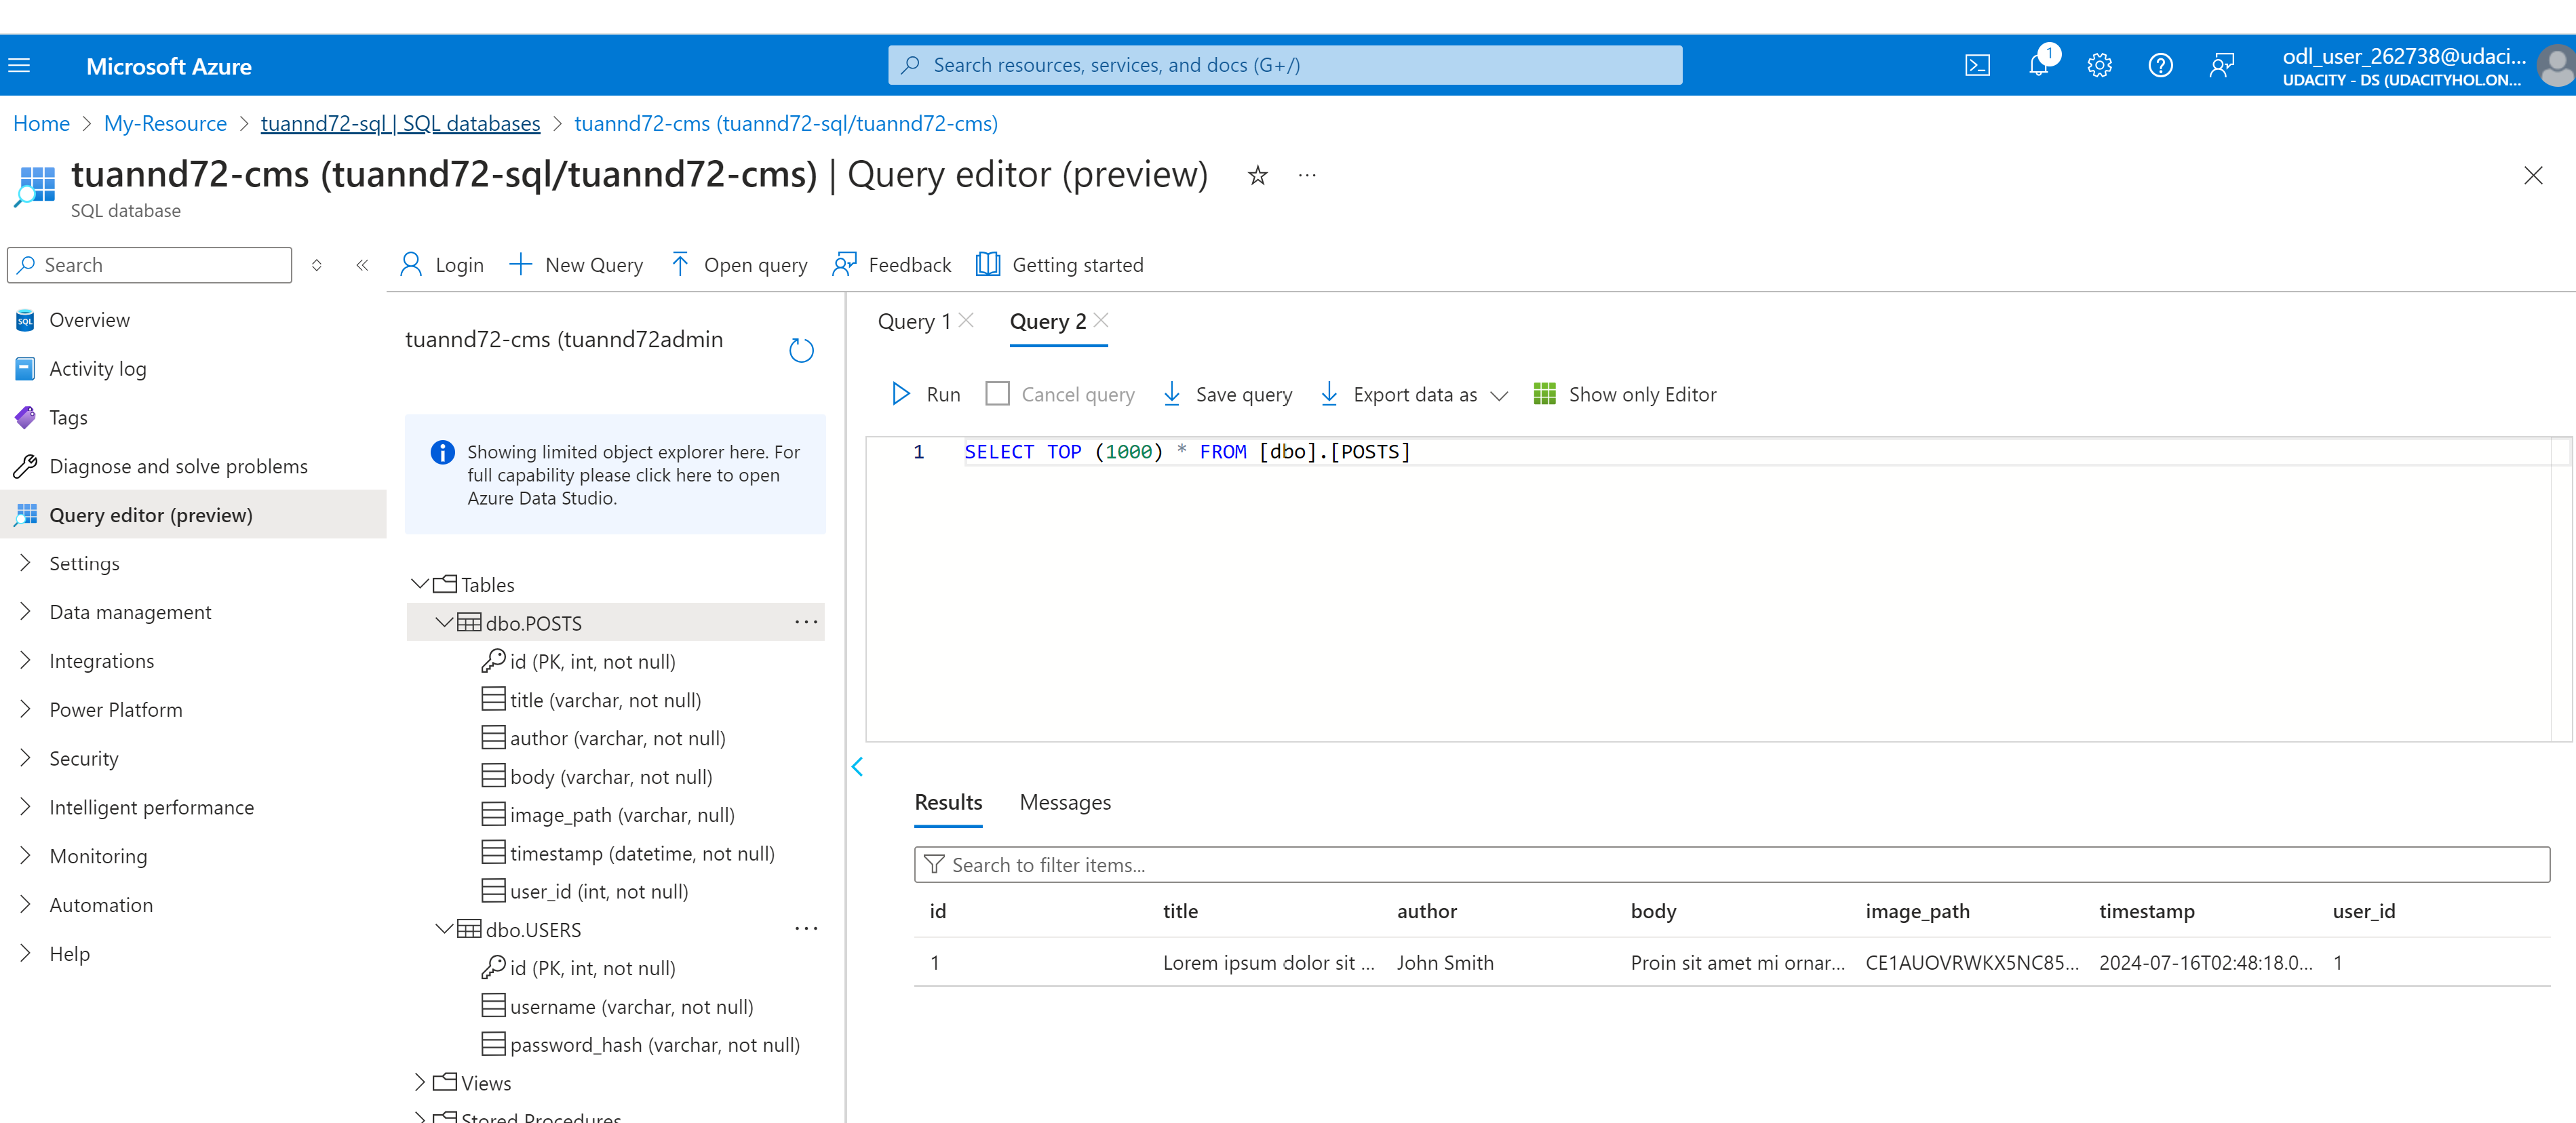 Microsoft Azure
Search resources, services, and docs (G+/)
1
odl_user_262738@udaci...
UDACITY - DS (UDACITYHOL.ON...
Home > My-Resource > tuannd72-sql | SQL databases > tuannd72-cms (tuannd72-sql/tuannd72-cms)
tuannd72-cms (tuannd72-sql/tuannd72-cms) | Query editor (preview)
SQL database
Search
Login
New Query
Open query
Feedback
Getting started
Overview
Activity log
Tags
Diagnose and solve problems
Query editor (preview)
Settings
Data management
Integrations
Power Platform
Security
Intelligent performance
Monitoring
Automation
Help
tuannd72-cms (tuannd72admin
Showing limited object explorer here. For
full capability please click here to open
Azure Data Studio.
Tables
dbo.POSTS
id (PK, int, not null)
title (varchar, not null)
author (varchar, not null)
body (varchar, not null)
image_path (varchar, null)
timestamp (datetime, not null)
user_id (int, not null)
dbo.USERS
id (PK, int, not null)
username (varchar, not null)
password_hash (varchar, not null)
Views
Stored Procedures
Query 1
Query 2
Run
Cancel query
Save query
Export data as
Show only Editor
1 SELECT TOP (1000) * FROM [dbo].[POSTS]
Results
Messages
Search to filter items...
id title author body image_path timestamp user_id
1 Lorem ipsum dolor sit ... John Smith Proin sit amet mi ornar... CE1AUOVRWKX5NC85... 2024-07-16T02:48:18.0... 1